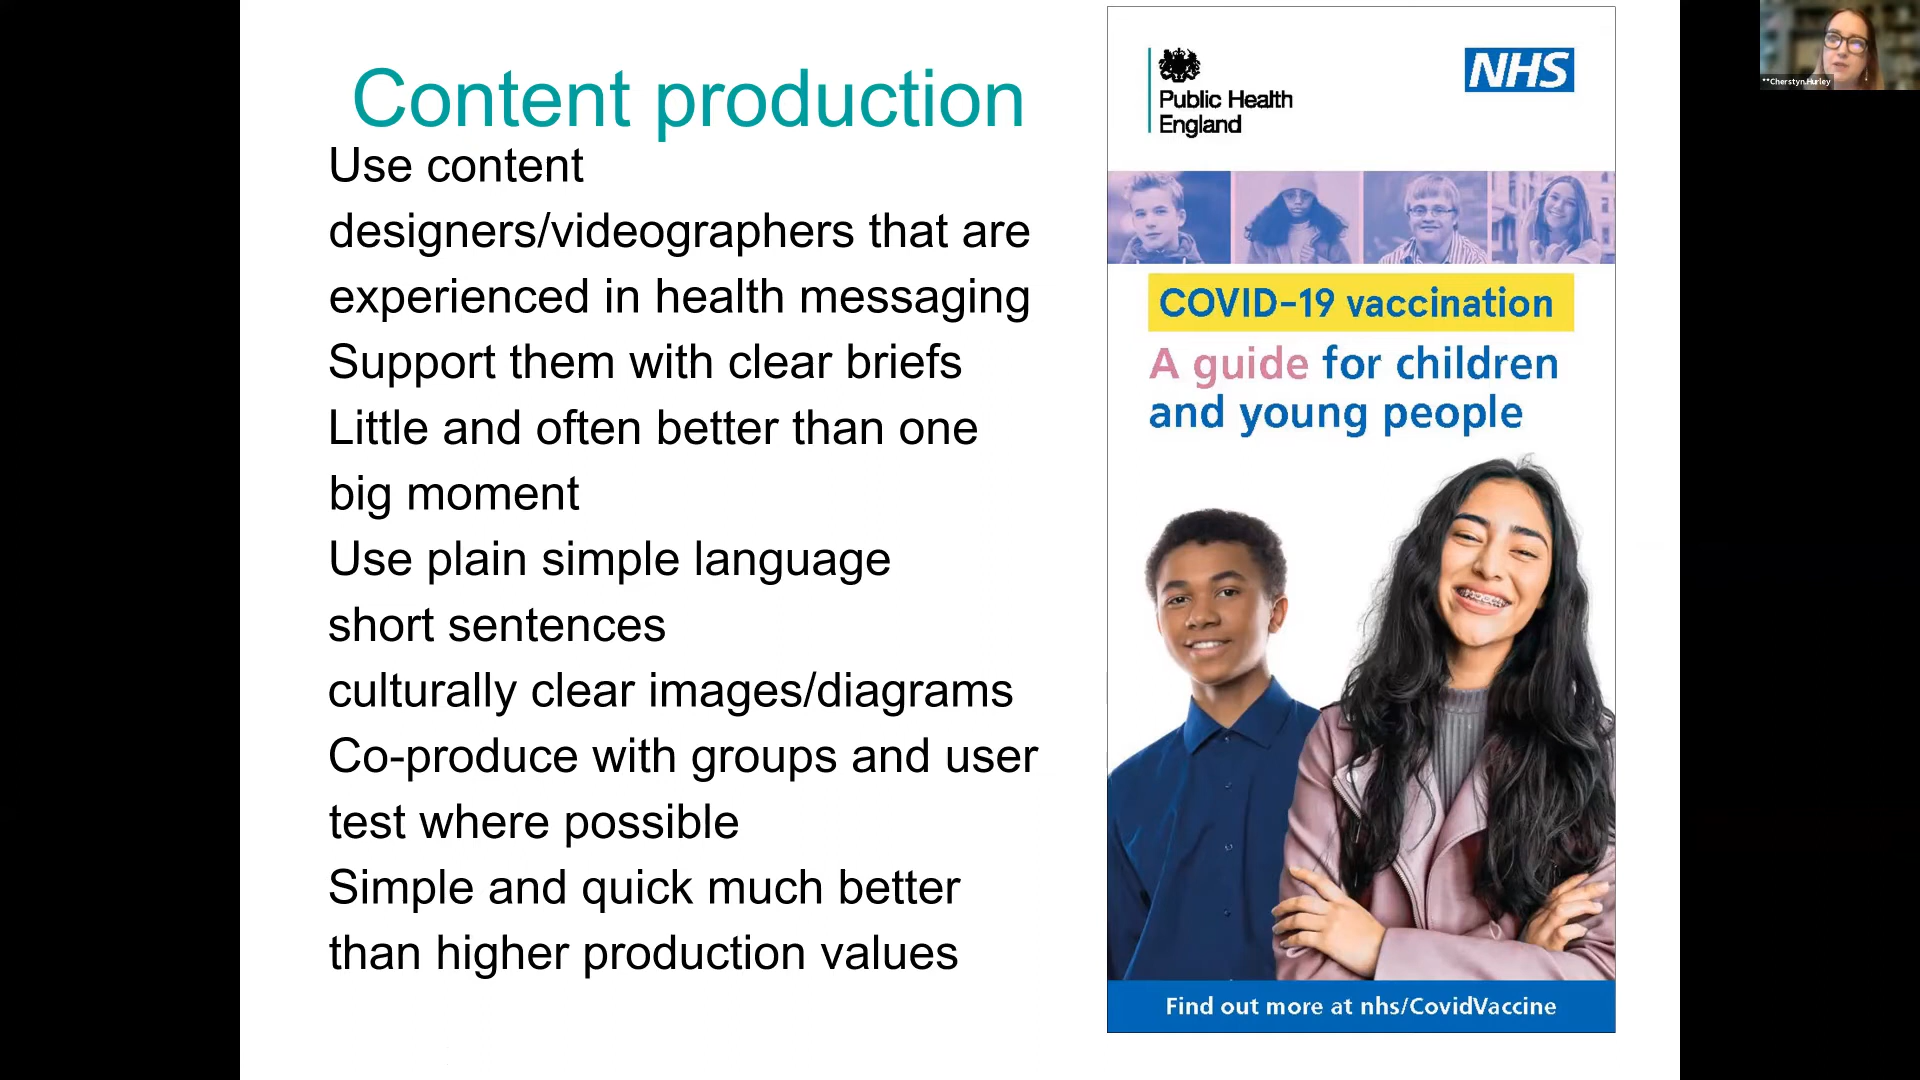 Content production
Use content
designers/videographers that are
experienced in health messaging
Support them with clear briefs
Little and often better than one
big moment
Use plain simple language
short sentences
culturally clear images/diagrams
Co-produce with groups and user
test where possible
Simple and quick much better
than higher production values
Public Health
England
NHS
COVID-19 vaccination
A guide for children
and young people
Find out more at nhs/CovidVaccine
**Cherstyn.Hurley